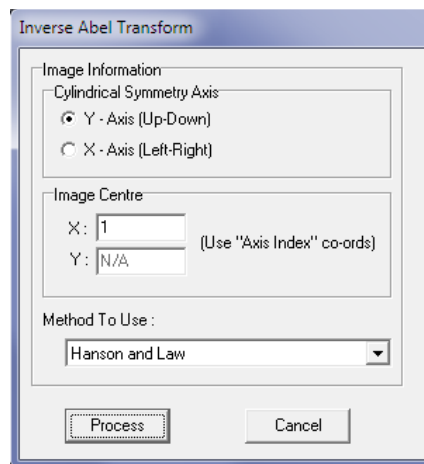 Inverse Abel Transform
Image Information
Cylindrical Symmetry Axis
Y - Axis (Up-Down)
X - Axis (Left-Right)
Image Centre
X: 1
(Use "Axis Index" co-ords)
Y: N/A
Method To Use :
Hanson and Law
Process Cancel